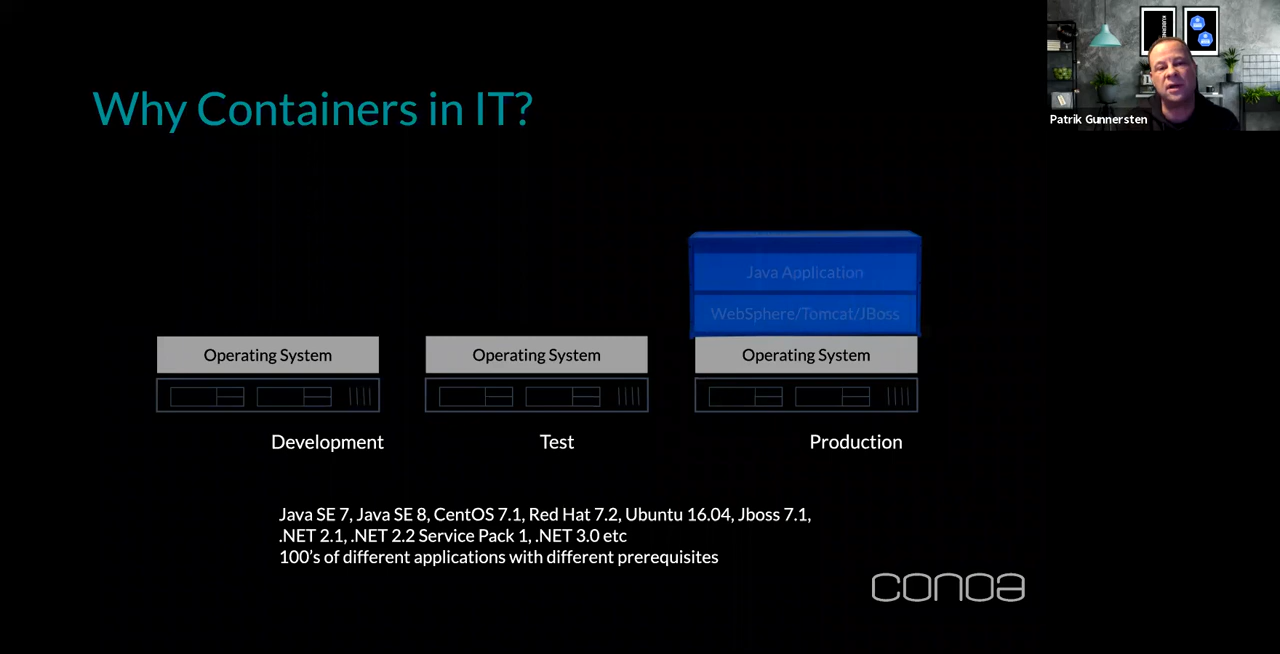 Why Containers in IT?
Patrik Gunnersten
Java Application
WebSphere/Tomcat/JBoss
Operating System
Operating System
Operating System
Development
Test
Production
Java SE 7, Java SE 8, CentOS 7.1, Red Hat 7.2, Ubuntu 16.04, Jboss 7.1,
.NET 2.1, .NET 2.2 Service Pack 1, .NET 3.0 etc
100's of different applications with different prerequisites
conoa